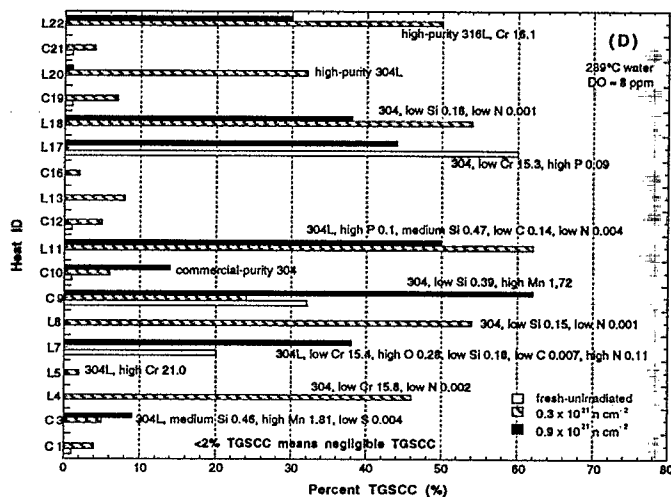 (D)
289°C water
DO = 8 ppm
Heat ID
L22
C21
L20
C19
L18
L17
C16
L13
C12
L11
C10
C9
L8
L7
L5
L4
C3
C1
high-purity 316L, Cr 16.1
high-purity 304L
304, low Si 0.18, low N 0.001
304, low Cr 15.3, high P 0.09
304L, high P 0.1, medium Si 0.47, low C 0.14, low N 0.004
commercial-purity 304
304, low Si 0.39, high Mn 1.72
304, low Si 0.15, low N 0.001
304L, low Cr 15.4, high O 0.28, low Si 0.18, low C 0.007, high N 0.11
304L, high Cr 21.0
304, low Cr 15.8, low N 0.002
304L, medium Si 0.46, high Mn 1.81, low S 0.004
<2% TGSCC means negligible TGSCC
fresh-unirradiated
0.3 x 10²¹ n cm⁻²
0.9 x 10²¹ n cm⁻²
0 10 20 30 40 50 60 70 80
Percent TGSCC (%)